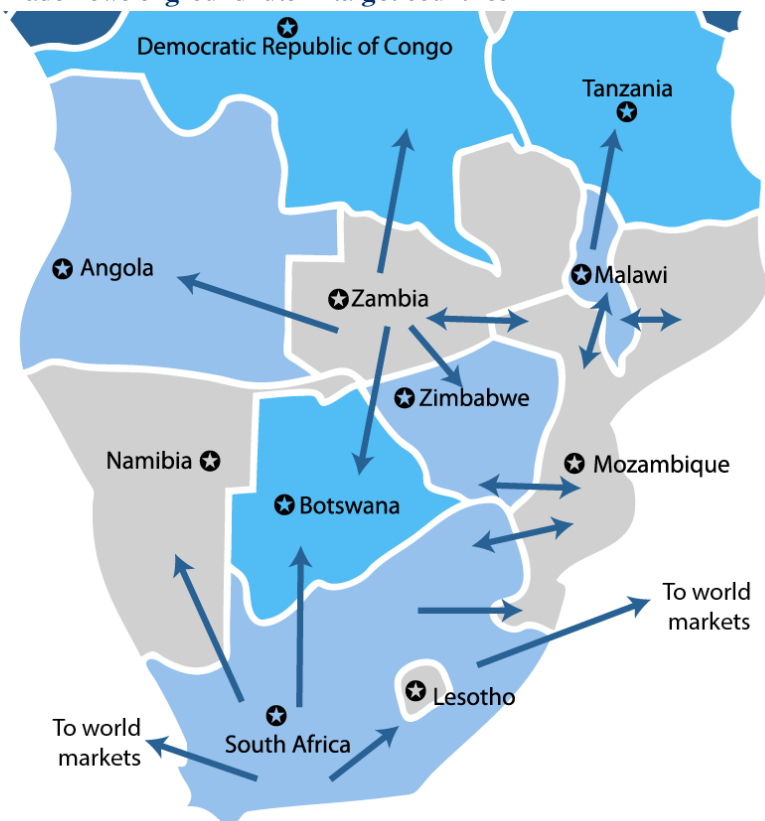 Democratic Republic of Congo
Tanzania
Angola
Malawi
Zambia
Zimbabwe
Namibia
Mozambique
Botswana
To world
markets
Lesotho
To world
markets
South Africa